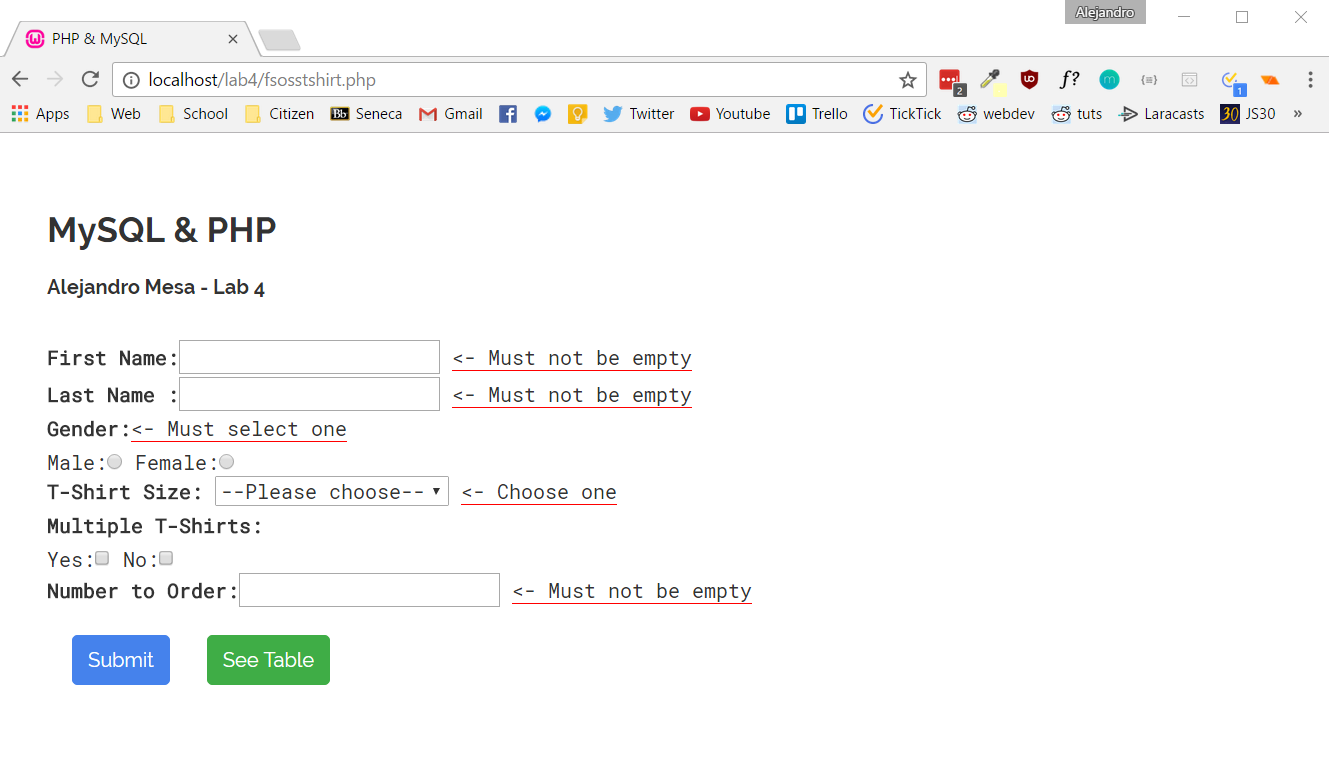 Alejandro
PHP & MySQL
localhost/lab4/fsosstshirt.php
2 f? m {≡} 1
Apps Web School Citizen Bb Seneca Gmail Twitter Youtube Trello TickTick webdev tuts Laracasts 30 JS30 »
MySQL & PHP
Alejandro Mesa - Lab 4
First Name: <- Must not be empty
Last Name : <- Must not be empty
Gender:<- Must select one
Male: Female:
T-Shirt Size: --Please choose-- <- Choose one
Multiple T-Shirts:
Yes: No:
Number to Order: <- Must not be empty
Submit See Table